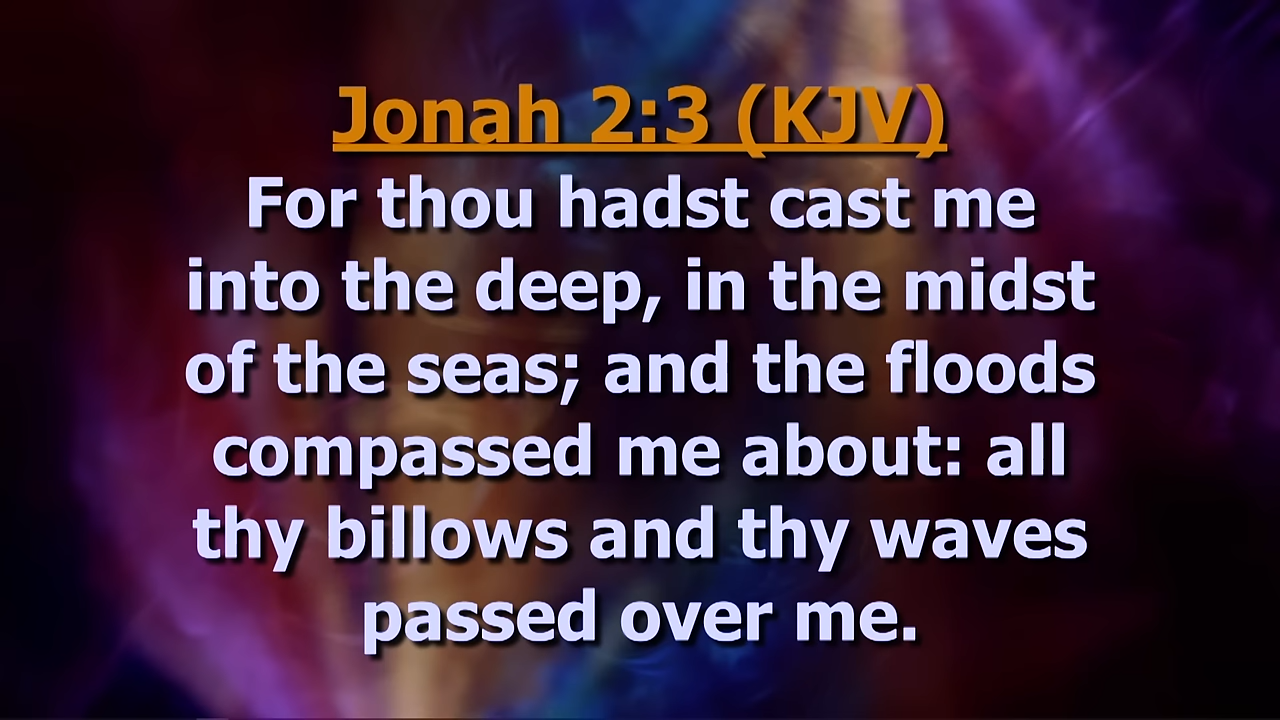 Jonah 2:3 (KJV)
For thou hadst cast me
into the deep, in the midst
of the seas; and the floods
compassed me about: all
thy billows and thy waves
passed over me.